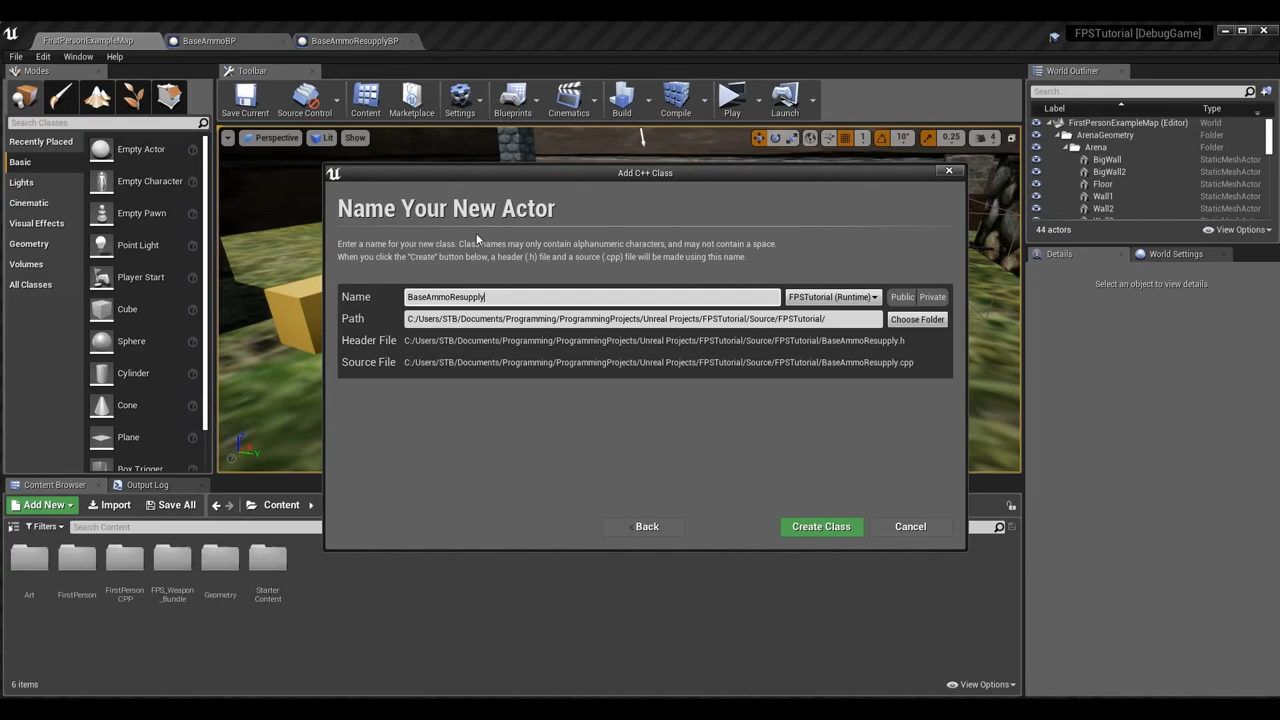 FirstPersonExampleMap
BaseAmmoBP
BaseAmmoResupplyBP
FPSTutorial [DebugGame]
File Edit Window Help
Modes
Toolbar
World Outliner
Search Classes
Recently Placed
Basic
Lights
Cinematic
Visual Effects
Geometry
Volumes
All Classes
Empty Actor
Empty Character
Empty Pawn
Point Light
Player Start
Cube
Sphere
Cylinder
Cone
Plane
Box Trigger
Save Current
Source Control
Content
Marketplace
Settings
Blueprints
Cinematics
Build
Compile
Play
Launch
Perspective
Lit
Show
1
10°
0.25
4
Add C++ Class
Name Your New Actor
Enter a name for your new class. Class names may only contain alphanumeric characters, and may not contain a space.
When you click the "Create" button below, a header (.h) file and a source (.cpp) file will be made using this name.
Name BaseAmmoResupply FPSTutorial (Runtime) Public Private
Path C:/Users/STB/Documents/Programming/ProgrammingProjects/Unreal Projects/FPSTutorial/Source/FPSTutorial/ Choose Folder
Header File C:/Users/STB/Documents/Programming/ProgrammingProjects/Unreal Projects/FPSTutorial/Source/FPSTutorial/BaseAmmoResupply.h
Source File C:/Users/STB/Documents/Programming/ProgrammingProjects/Unreal Projects/FPSTutorial/Source/FPSTutorial/BaseAmmoResupply.cpp
Back
Create Class
Cancel
Search...
Label Type
FirstPersonExampleMap (Editor) World
ArenaGeometry Folder
Arena Folder
BigWall StaticMeshActor
BigWall2 StaticMeshActor
Floor StaticMeshActor
Wall1 StaticMeshActor
Wall2 StaticMeshActor
44 actors
View Options
Details
World Settings
Select an object to view details.
Content Browser
Output Log
Add New
Import
Save All
Content
Filters
Search Content
Art
FirstPerson
FirstPerson
CPP
FPS_Weapon
_Bundle
Geometry
Starter
Content
6 items
View Options